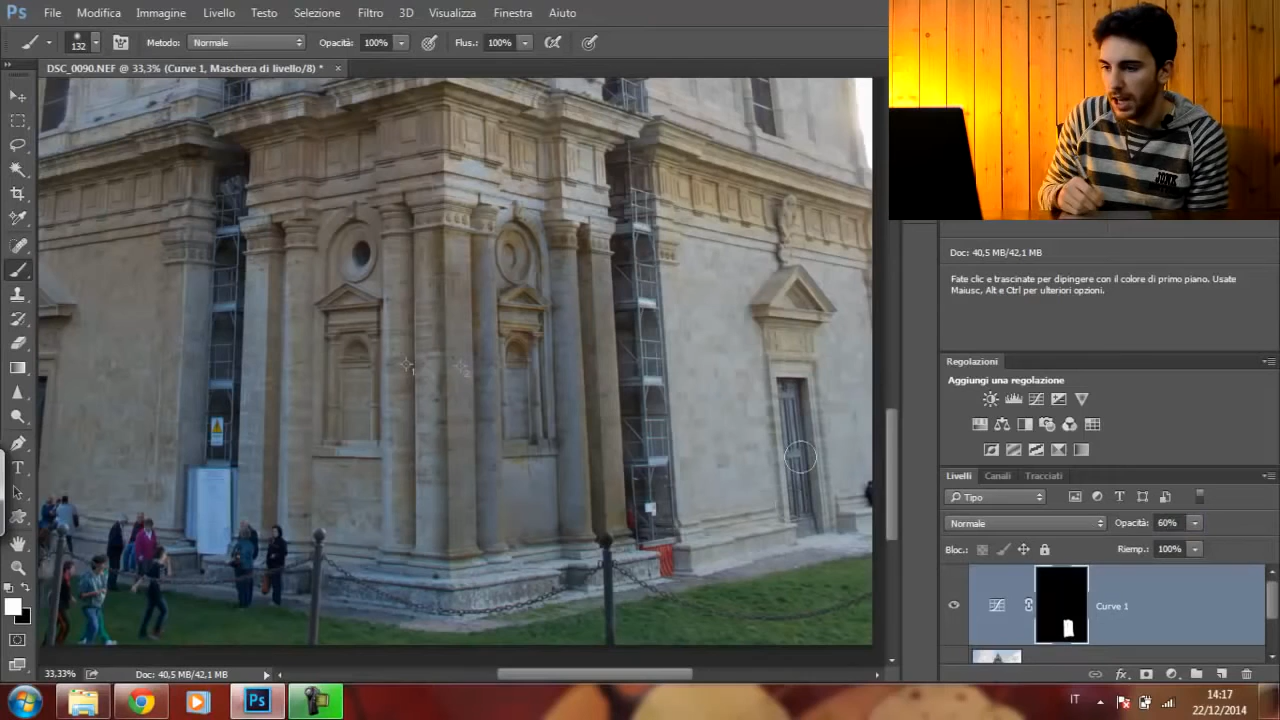 Ps File Modifica Immagine Livello Testo Selezione Filtro 3D Visualizza Finestra Aiuto
132 Metodo: Normale Opacità: 100% Flus.: 100%
DSC_0090.NEF @ 33,3% (Curve 1, Maschera di livello/8) * ×
Doc: 40,5 MB/42,1 MB
Fate clic e trascinate per dipingere con il colore di primo piano. Usate
Maiusc, Alt e Ctrl per ulteriori opzioni.
Regolazioni
Aggiungi una regolazione
Livelli Canali Tracciati
Tipo
Normale Opacità: 60%
Bloc.: Riemp.: 100%
Curve 1
33,33% Doc: 40,5 MB/42,1 MB
Ps IT 14:17
22/12/2014